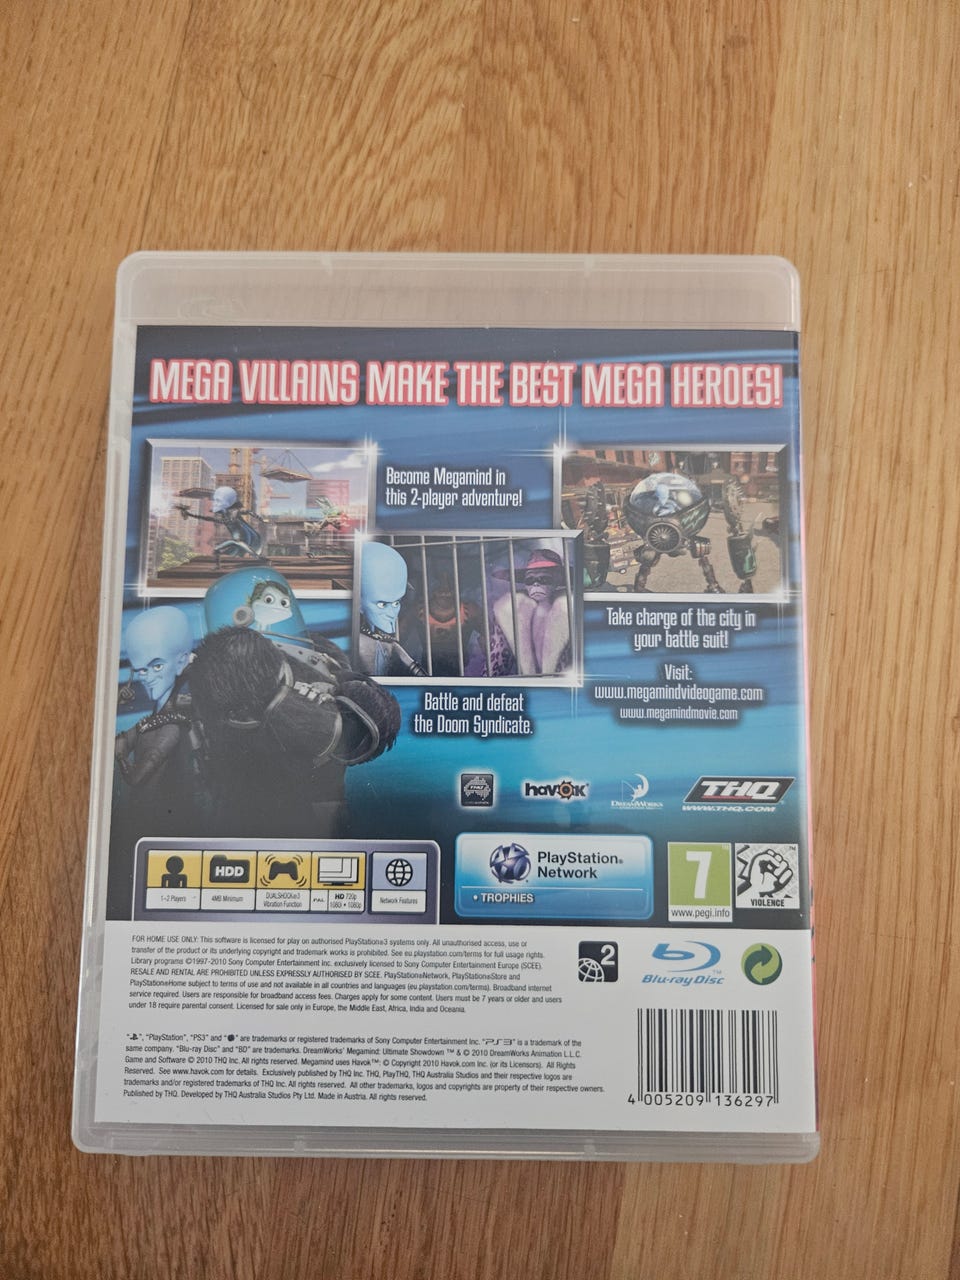 MEGA VILLAINS MAKE THE BEST MEGA HEROES!
Become Megamind in
this 2-player adventure!
Take charge of the city in
your battle suit!
Visit:
www.megamindvideogame.com
www.megamindmovie.com
Battle and defeat
the Doom Syndicate.
havok
DREAMWORKS
THQ
WWW.THQ.COM
1-2 Players
HDD
4MB Minimum
DUALSHOCK®3
Vibration Function
PAL
HD 720p
1080i • 1080p
Network Features
PlayStation®
Network
• TROPHIES
7
www.pegi.info
VIOLENCE
FOR HOME USE ONLY: This software is licensed for play on authorised PlayStation®3 systems only. All unauthorised access, use or
transfer of the product or its underlying copyright and trademark works is prohibited. See eu.playstation.com/terms for full usage rights.
Library programs ©1997-2010 Sony Computer Entertainment Inc. exclusively licensed to Sony Computer Entertainment Europe (SCEE).
RESALE AND RENTAL ARE PROHIBITED UNLESS EXPRESSLY AUTHORISED BY SCEE. PlayStation®Network, PlayStation®Store and
PlayStation®Home subject to terms of use and not available in all countries and languages (eu.playstation.com/terms). Broadband internet
service required. Users are responsible for broadband access fees. Charges apply for some content. Users must be 7 years or older and users
under 18 require parental consent. Licensed for sale only in Europe, the Middle East, Africa, India and Oceania.
2
Blu-ray Disc™
", "PlayStation", "PS3" and " " are trademarks or registered trademarks of Sony Computer Entertainment Inc. "PS3™" is a trademark of the
same company. "Blu-ray Disc" and "BD" are trademarks. DreamWorks' Megamind: Ultimate Showdown ™ & © 2010 DreamWorks Animation L.L.C.
Game and Software © 2010 THQ Inc. All rights reserved. Megamind uses Havok™: © Copyright 2010 Havok.com Inc. (or its Licensors). All Rights
Reserved. See www.havok.com for details. Exclusively published by THQ Inc. THQ, PlayTHQ, THQ Australia Studios and their respective logos are
trademarks and/or registered trademarks of THQ Inc. All rights reserved. All other trademarks, logos and copyrights are property of their respective owners.
Published by THQ. Developed by THQ Australia Studios Pty Ltd. Made in Austria. All rights reserved.
4 005209 136297